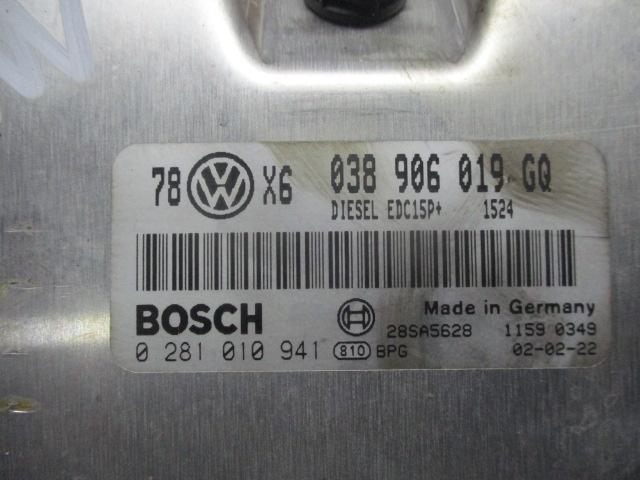 78 VW X6 038 906 019 GQ
DIESEL EDC15P+ 1524
BOSCH Made in Germany
28SA5628 1159 0349
0 281 010 941 810 BPG 02-02-22